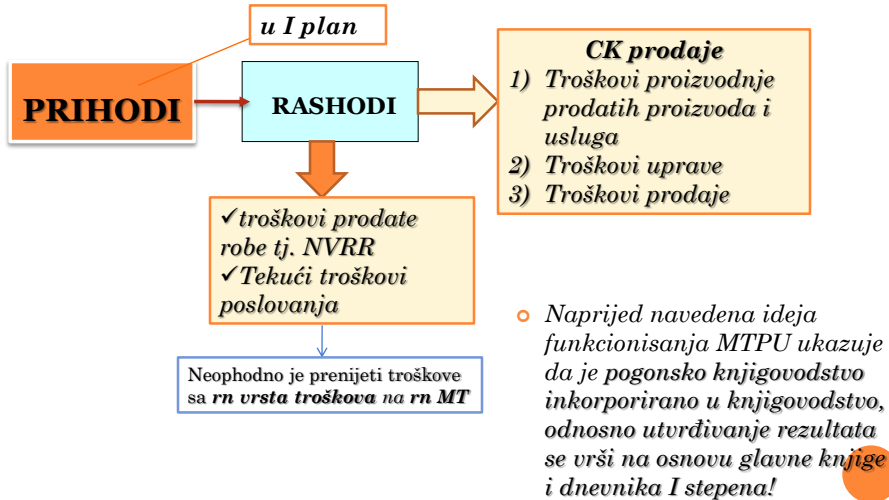 u I plan
PRIHODI
RASHODI
CK prodaje
1) Troškovi proizvodnje
prodatih proizvoda i
usluga
2) Troškovi uprave
3) Troškovi prodaje
✓troškovi prodate
robe tj. NVRR
✓Tekući troškovi
poslovanja
Neophodno je prenijeti troškove
sa rn vrsta troškova na rn MT
Naprijed navedena ideja
funkcionisanja MTPU ukazuje
da je pogonsko knjigovodstvo
inkorporirano u knjigovodstvo,
odnosno utvrđivanje rezultata
se vrši na osnovu glavne knjige
i dnevnika I stepena!